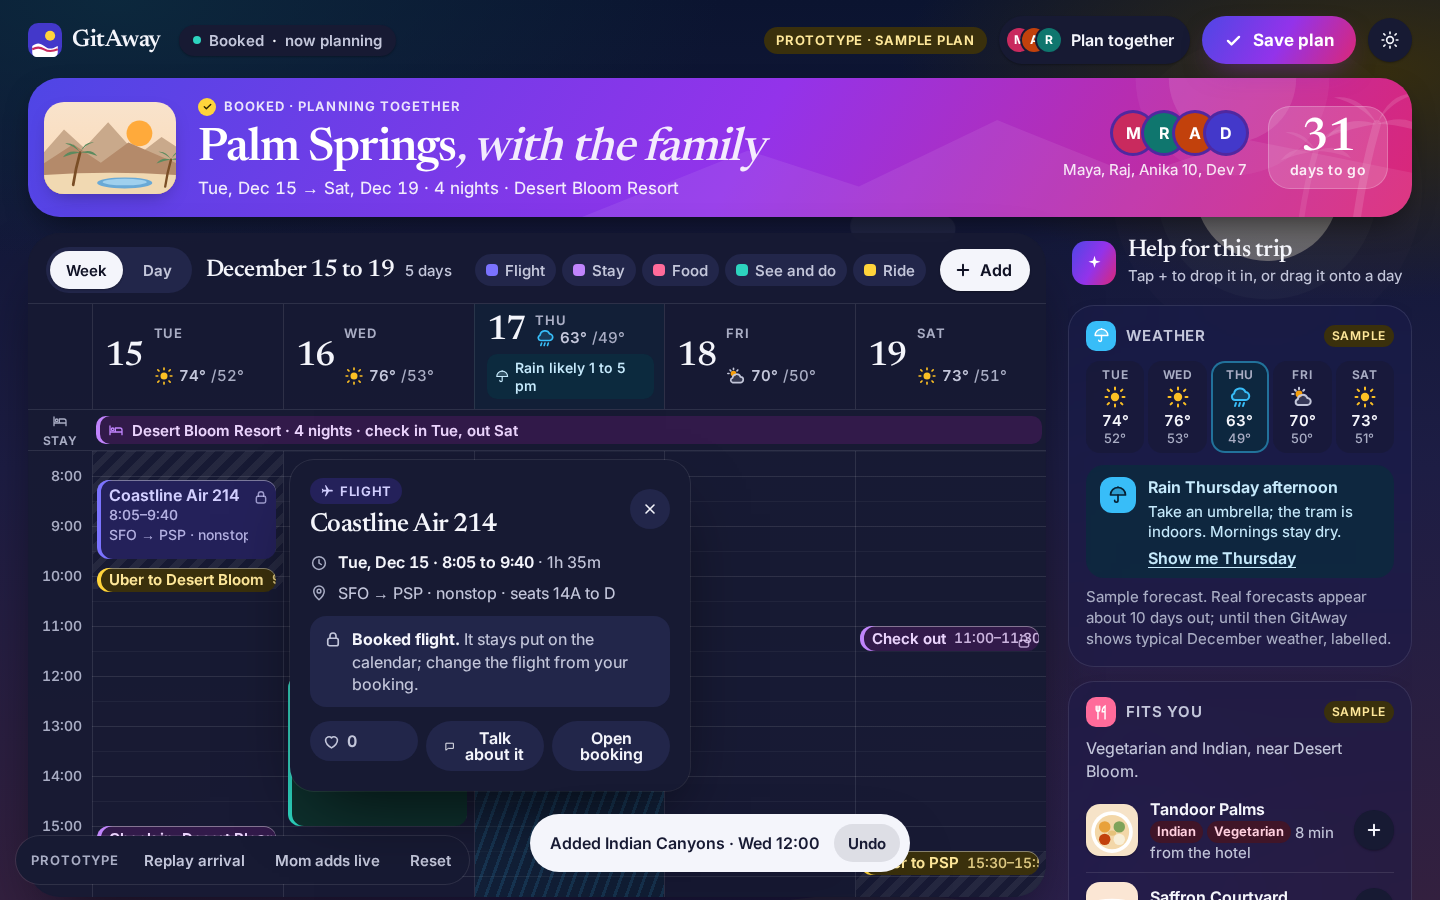 GitAway
Booked · now planning
PROTOTYPE · SAMPLE PLAN
M A R Plan together
Save plan
BOOKED · PLANNING TOGETHER
Palm Springs, with the family
Tue, Dec 15 → Sat, Dec 19 · 4 nights · Desert Bloom Resort
M R A D
Maya, Raj, Anika 10, Dev 7
31
days to go
Week Day
December 15 to 19 5 days
Flight Stay Food See and do Ride
+ Add
15 TUE
74° /52°
16 WED
76° /53°
17 THU
63° /49°
Rain likely 1 to 5
pm
18 FRI
70° /50°
19 SAT
73° /51°
STAY
Desert Bloom Resort · 4 nights · check in Tue, out Sat
8:00
9:00
10:00
11:00
12:00
13:00
14:00
15:00
Coastline Air 214
8:05–9:40
SFO → PSP · nonstop
Uber to Desert Bloom
FLIGHT
Coastline Air 214
Tue, Dec 15 · 8:05 to 9:40 · 1h 35m
SFO → PSP · nonstop · seats 14A to D
Booked flight. It stays put on the
calendar; change the flight from your
booking.
0
Talk
about it
Open
booking
Check out 11:00–11:30
to PSP 15:30–15:
Added Indian Canyons · Wed 12:00
Undo
PROTOTYPE Replay arrival Mom adds live Reset
Help for this trip
Tap + to drop it in, or drag it onto a day
WEATHER SAMPLE
TUE WED THU FRI SAT
74° 76° 63° 70° 73°
52° 53° 49° 50° 51°
Rain Thursday afternoon
Take an umbrella; the tram is
indoors. Mornings stay dry.
Show me Thursday
Sample forecast. Real forecasts appear
about 10 days out; until then GitAway
shows typical December weather, labelled.
FITS YOU SAMPLE
Vegetarian and Indian, near Desert
Bloom.
Tandoor Palms
Indian Vegetarian 8 min
from the hotel
+
Saffron Courtyard